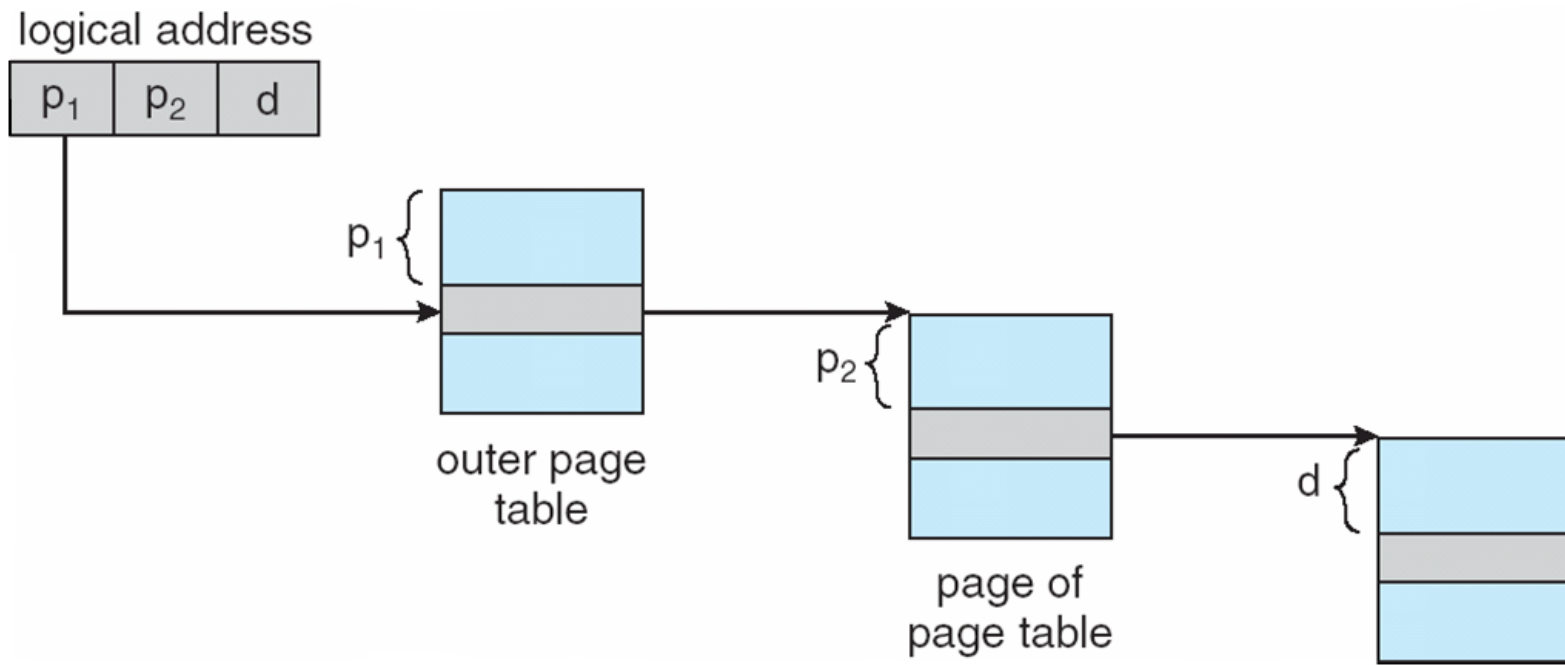 logical address
p₁ p₂ d
p₁
outer page
table
p₂
page of
page table
d